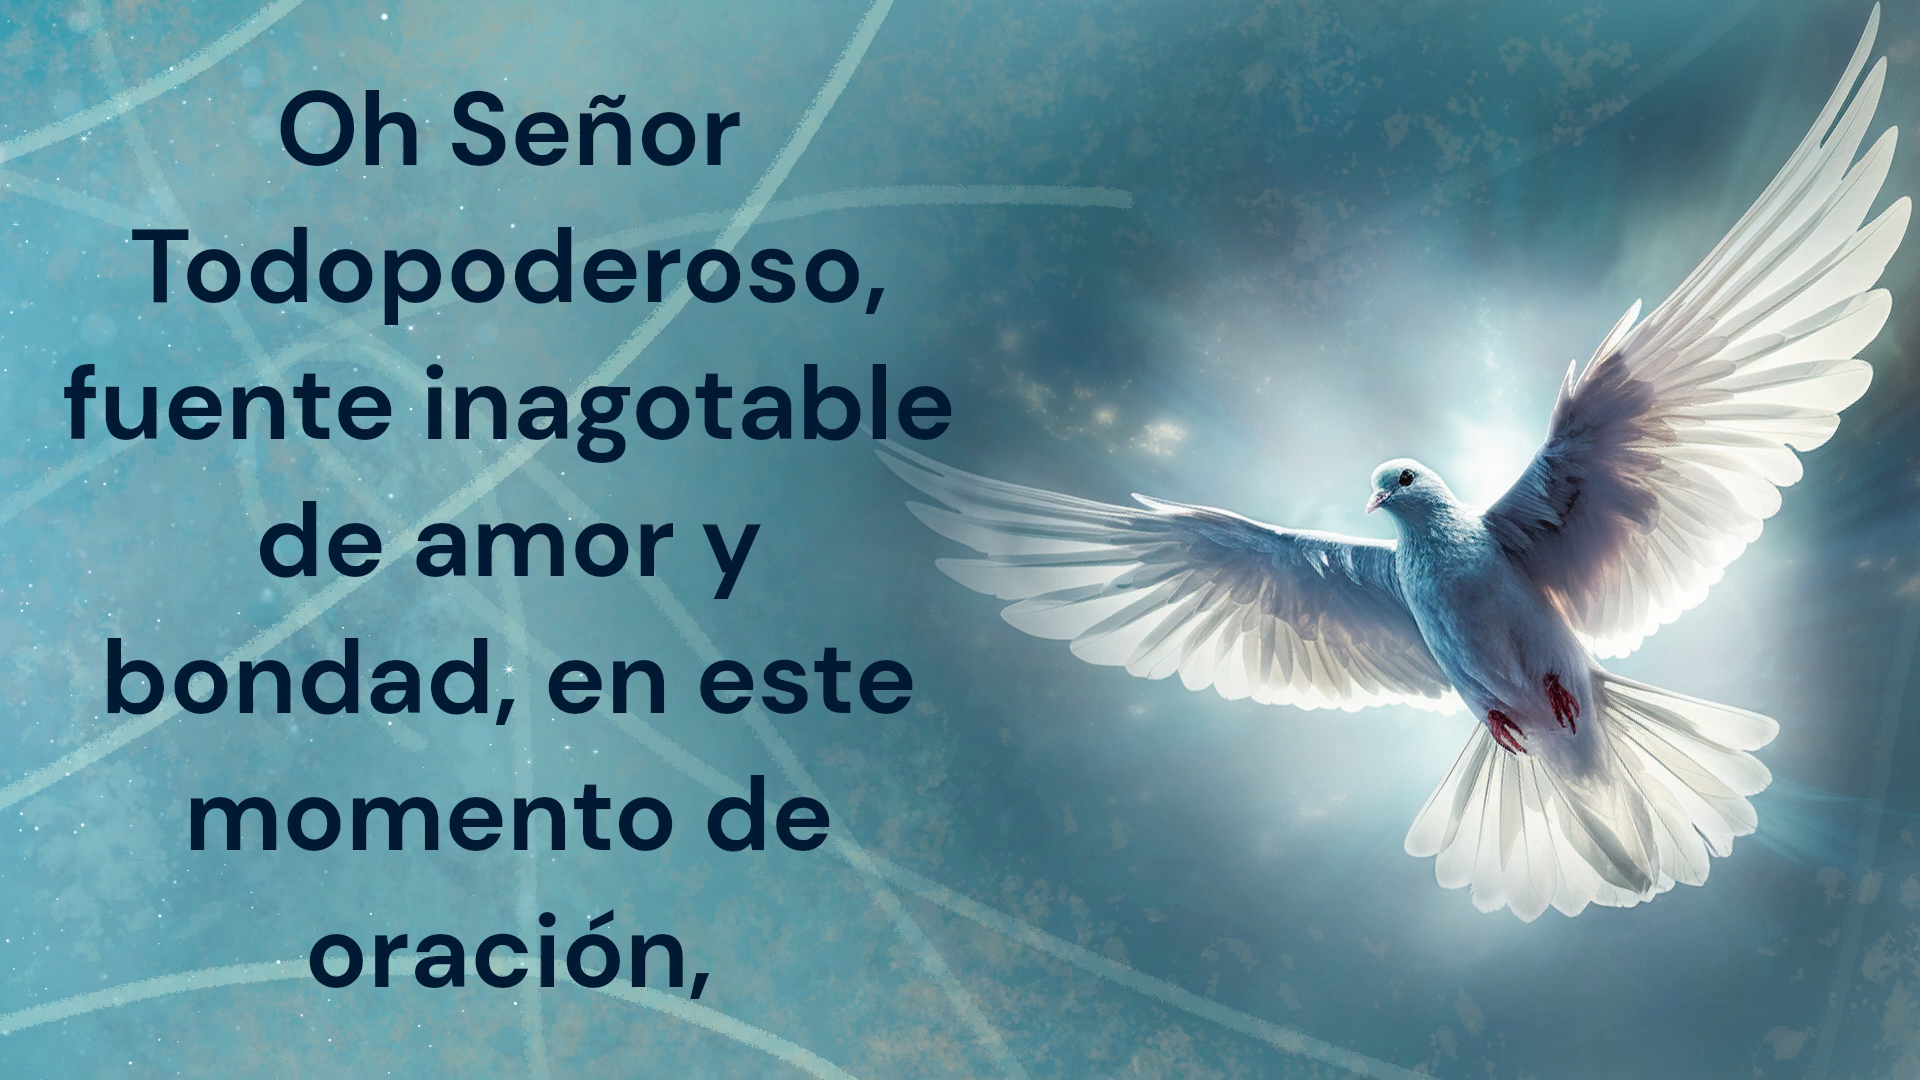 Oh Señor
Todopoderoso,
fuente inagotable
de amor y
bondad, en este
momento de
oración,